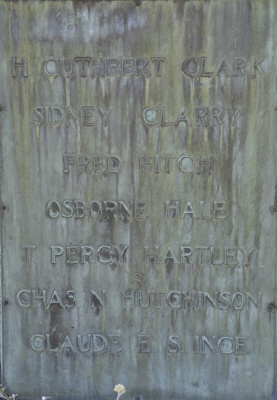 H. CUTHBERT CLARK
SIDNEY CLARRY
FRED FITCH
OSBORNE HALE
T. PERCY HARTLEY
CHAS. N. HUTCHINSON
CLAUDE E. S. INCE